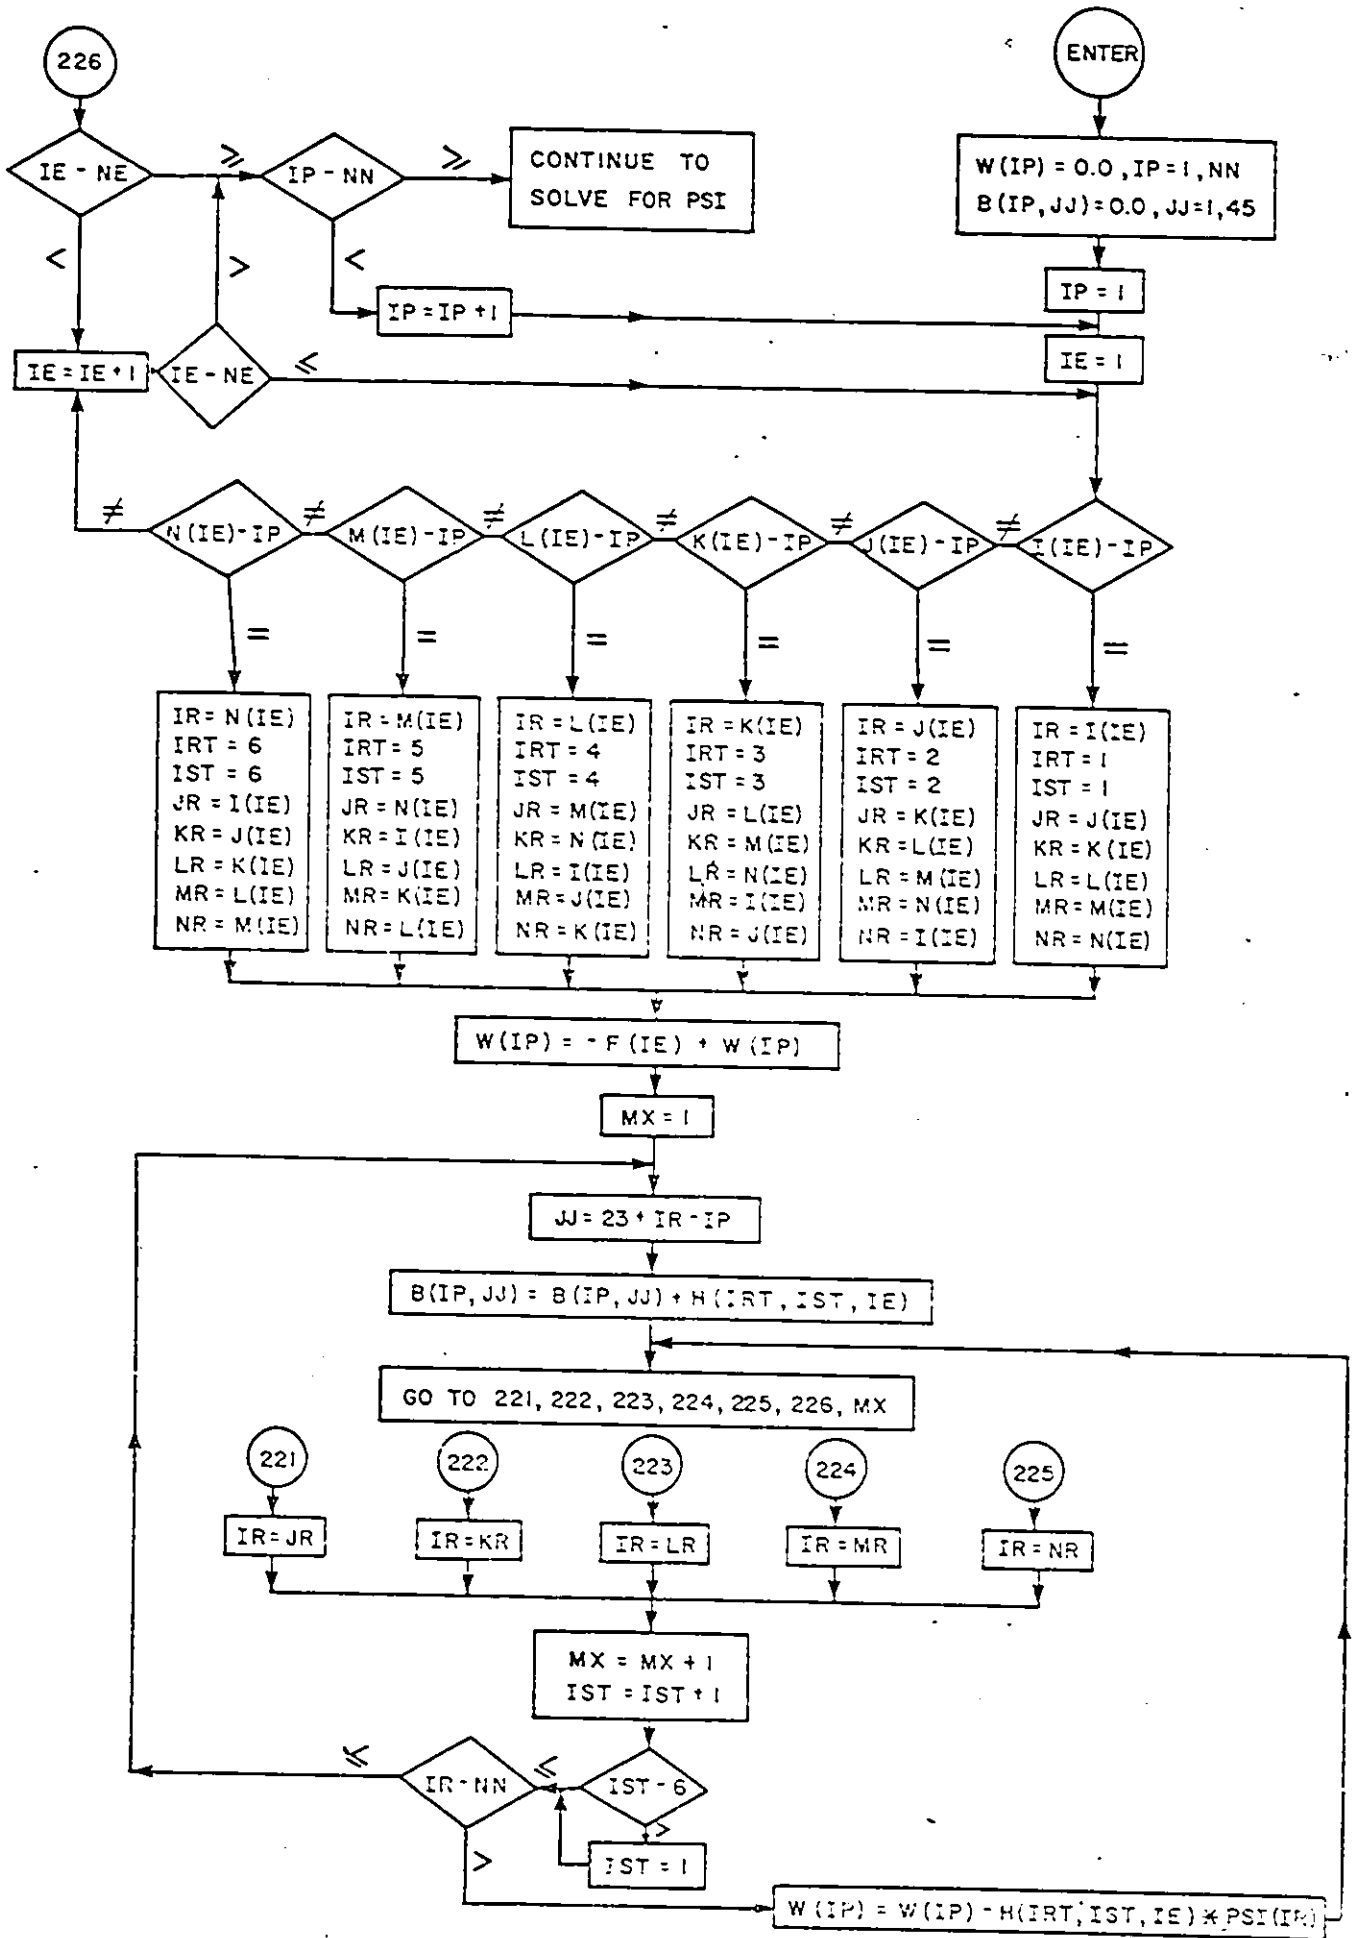 226
ENTER
IE - NE
≥
IP - NN
≥
CONTINUE TO
SOLVE FOR PSI
W(IP) = 0.0, IP = 1, NN
B(IP, JJ) = 0.0, JJ = 1, 45
<
>
<
IP = 1
IP = IP + 1
IE = IE + 1
IE - NE
≤
IE = 1
≠
N(IE) - IP
≠
M(IE) - IP
≠
L(IE) - IP
≠
K(IE) - IP
≠
J(IE) - IP
≠
I(IE) - IP
=
=
=
=
=
=
IR = N(IE)
IRT = 6
IST = 6
JR = I(IE)
KR = J(IE)
LR = K(IE)
MR = L(IE)
NR = M(IE)
IR = M(IE)
IRT = 5
IST = 5
JR = N(IE)
KR = I(IE)
LR = J(IE)
MR = K(IE)
NR = L(IE)
IR = L(IE)
IRT = 4
IST = 4
JR = M(IE)
KR = N(IE)
LR = I(IE)
MR = J(IE)
NR = K(IE)
IR = K(IE)
IRT = 3
IST = 3
JR = L(IE)
KR = M(IE)
LR = N(IE)
MR = I(IE)
NR = J(IE)
IR = J(IE)
IRT = 2
IST = 2
JR = K(IE)
KR = L(IE)
LR = M(IE)
MR = N(IE)
NR = I(IE)
IR = I(IE)
IRT = 1
IST = 1
JR = J(IE)
KR = K(IE)
LR = L(IE)
MR = M(IE)
NR = N(IE)
W(IP) = - F(IE) + W(IP)
MX = 1
JJ = 23 + IR - IP
B(IP, JJ) = B(IP, JJ) + H(IRT, IST, IE)
GO TO 221, 222, 223, 224, 225, 226, MX
221
222
223
224
225
IR = JR
IR = KR
IR = LR
IR = MR
IR = NR
MX = MX + 1
IST = IST + 1
≤
IR - NN
≤
IST - 6
>
>
IST = 1
W(IP) = W(IP) - H(IRT, IST, IE) * PSI(IR)